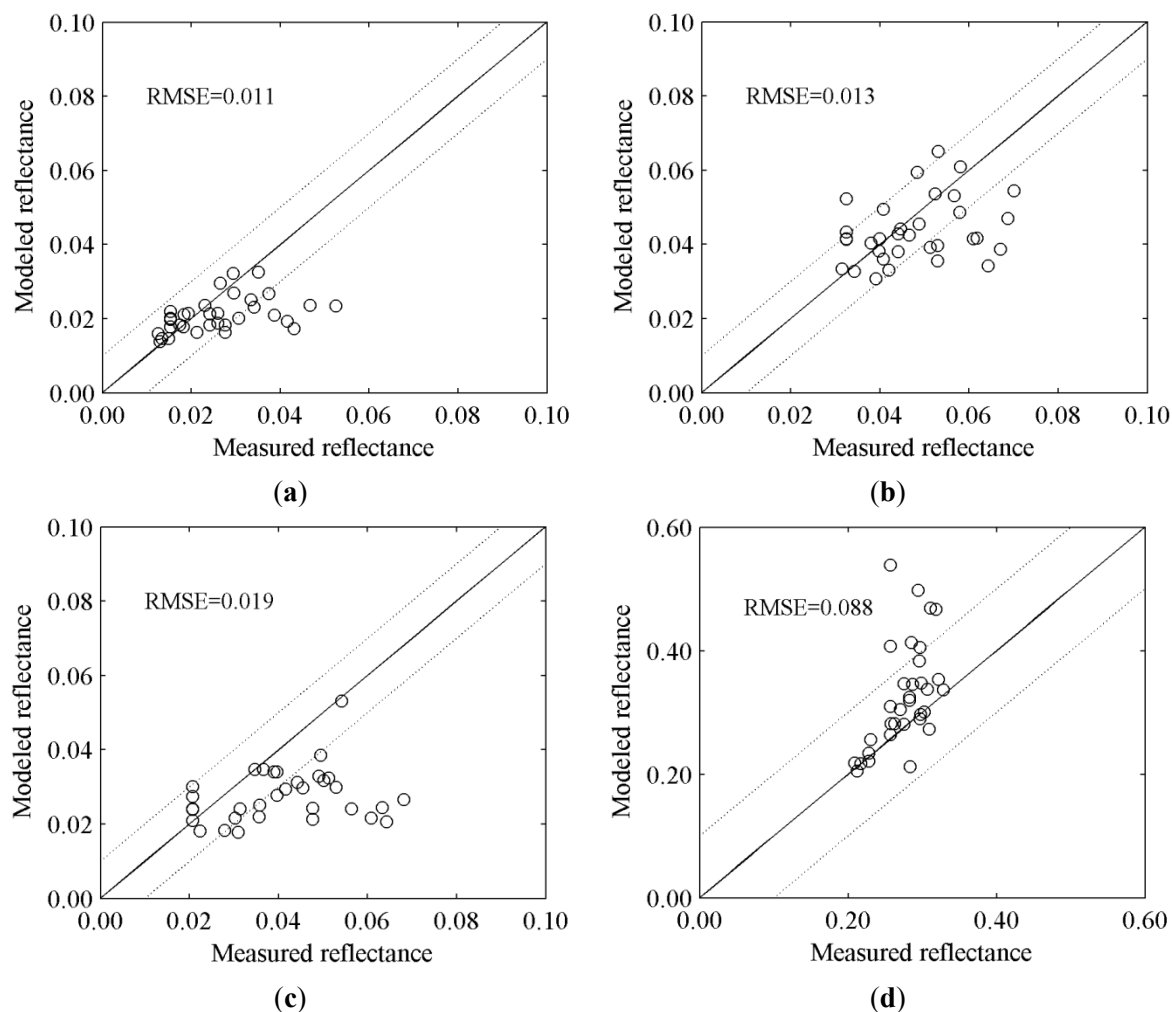 0.10
0.08
0.06
0.04
0.02
0.00
Modeled reflectance
RMSE=0.011
0.00 0.02 0.04 0.06 0.08 0.10
Measured reflectance
(a)
0.10
0.08
0.06
0.04
0.02
0.00
Modeled reflectance
RMSE=0.013
0.00 0.02 0.04 0.06 0.08 0.10
Measured reflectance
(b)
0.10
0.08
0.06
0.04
0.02
0.00
Modeled reflectance
RMSE=0.019
0.00 0.02 0.04 0.06 0.08 0.10
Measured reflectance
(c)
0.60
0.40
0.20
0.00
Modeled reflectance
RMSE=0.088
0.00 0.20 0.40 0.60
Measured reflectance
(d)